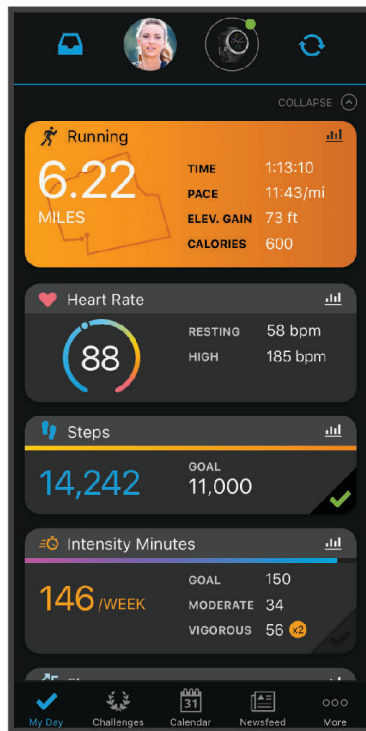 COLLAPSE
Running
6.22
MILES
TIME 1:13:10
PACE 11:43/mi
ELEV. GAIN 73 ft
CALORIES 600
Heart Rate
88
RESTING 58 bpm
HIGH 185 bpm
Steps
14,242
GOAL
11,000
Intensity Minutes
146 /WEEK
GOAL 150
MODERATE 34
VIGOROUS 56 x2
31
My Day Challenges Calendar Newsfeed More